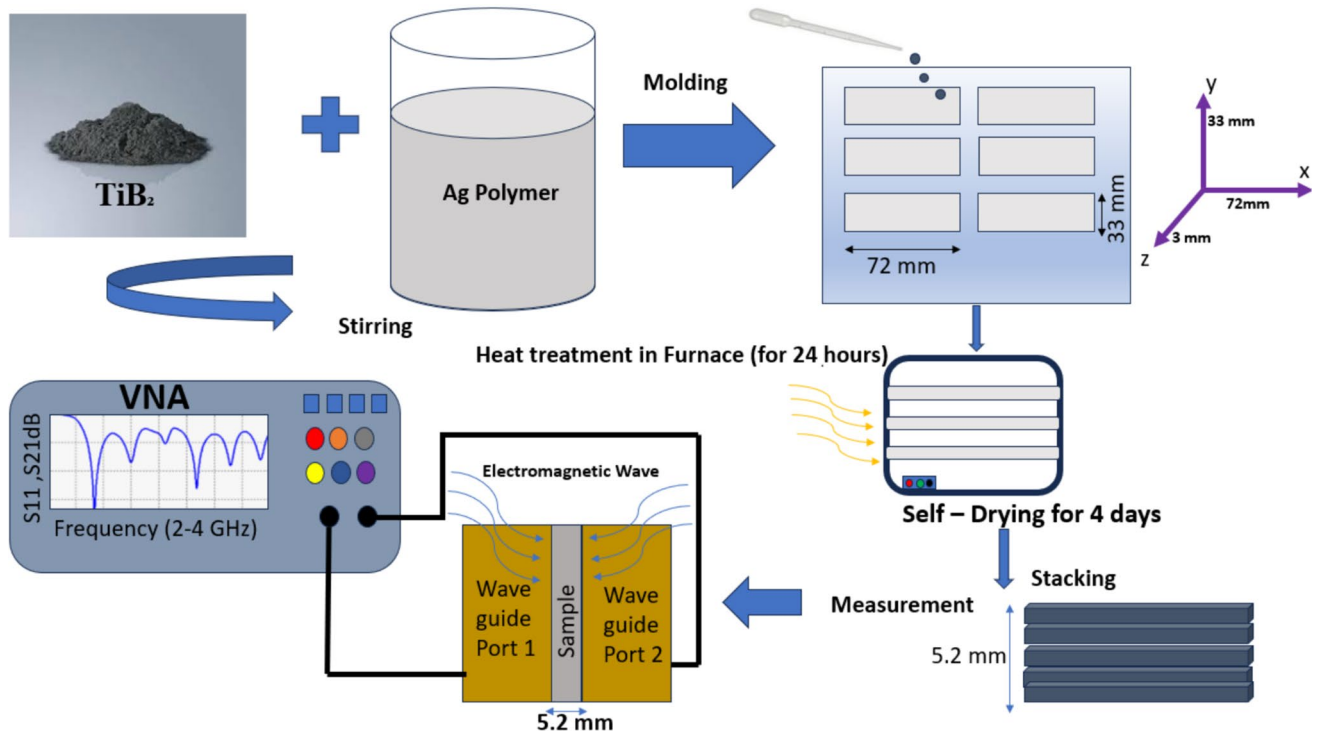 TiB₂
Ag Polymer
Molding
y
33 mm
x
72mm
3 mm
z
33 mm
72 mm
Stirring
Heat treatment in Furnace (for 24 hours)
VNA
S11 ,S21dB
Frequency (2-4 GHz)
Electromagnetic Wave
Self – Drying for 4 days
Wave
guide
Port 1
Sample
Wave
guide
Port 2
5.2 mm
Measurement
Stacking
5.2 mm